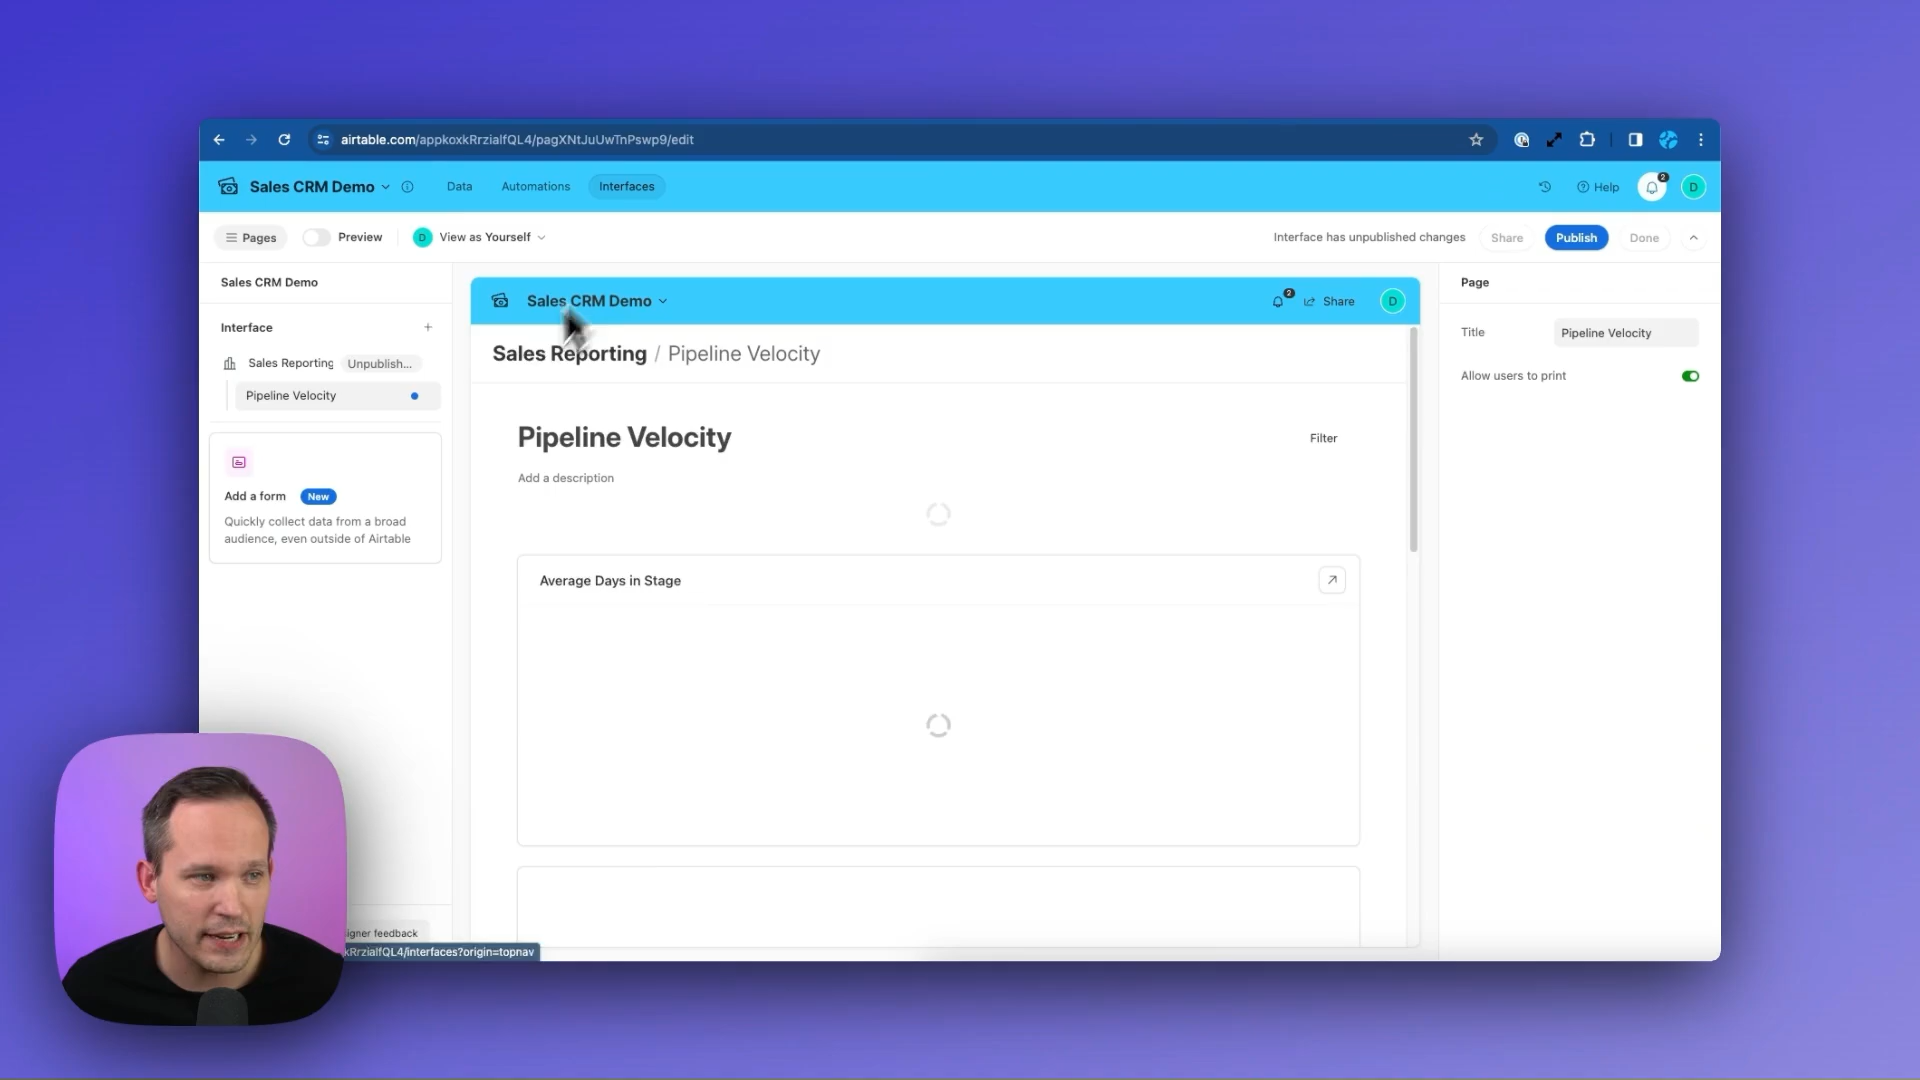 airtable.com/appkoxkRrzialfQL4/pagXNtJuUwTnPswp9/edit
Sales CRM Demo
Data
Automations
Interfaces
Help
2
D
Pages
Preview
D
View as Yourself
Interface has unpublished changes
Share
Publish
Done
Sales CRM Demo
Interface
+
Sales Reporting
Unpublish...
Pipeline Velocity
Add a form
New
Quickly collect data from a broad
audience, even outside of Airtable
Sales CRM Demo
2
Share
D
Sales Reporting / Pipeline Velocity
Pipeline Velocity
Filter
Add a description
Average Days in Stage
Page
Title
Pipeline Velocity
Allow users to print
igner feedback
kRrzialfQL4/interfaces?origin=topnav